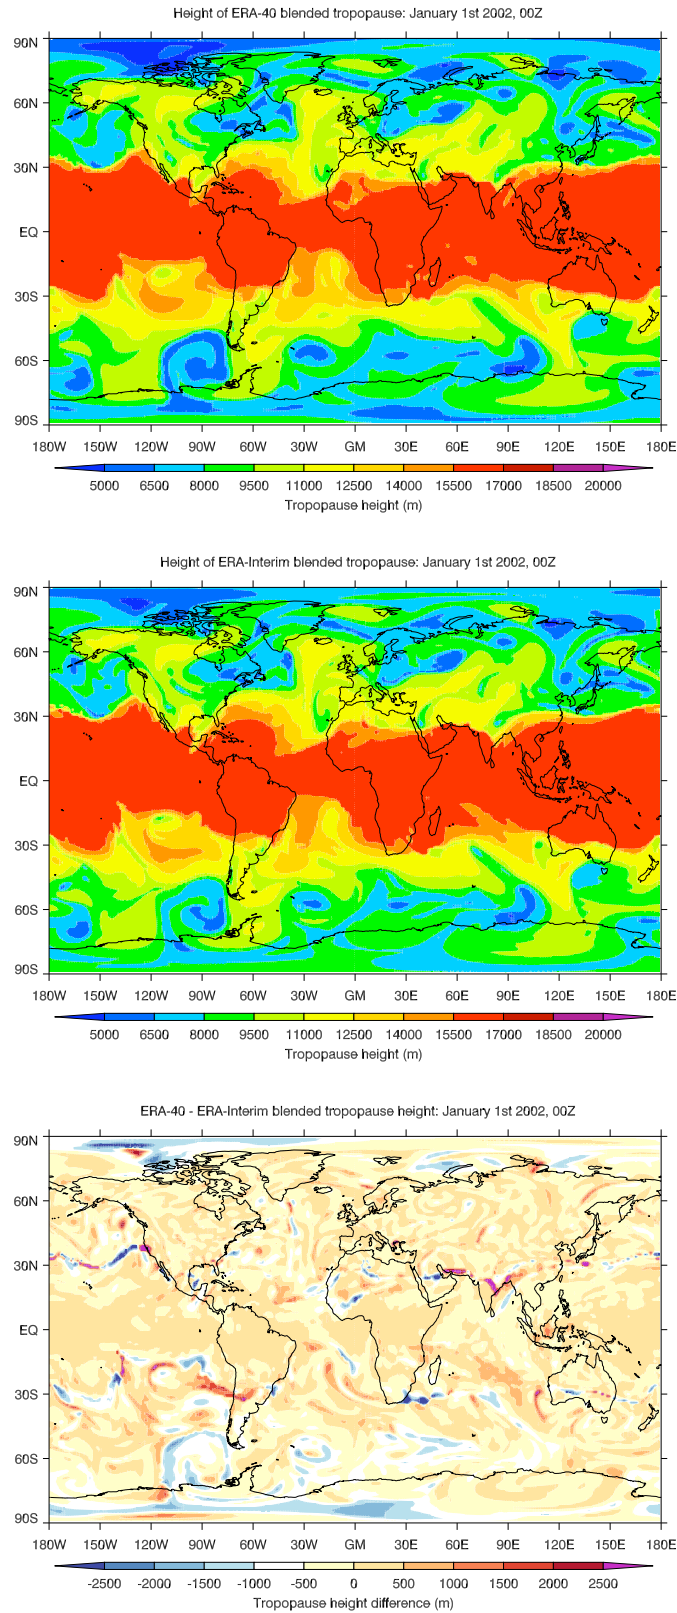 Height of ERA-40 blended tropopause: January 1st 2002, 00Z
90N
60N
30N
EQ
30S
60S
90S
180W 150W 120W 90W 60W 30W GM 30E 60E 90E 120E 150E 180E
5000 6500 8000 9500 11000 12500 14000 15500 17000 18500 20000
Tropopause height (m)
Height of ERA-Interim blended tropopause: January 1st 2002, 00Z
90N
60N
30N
EQ
30S
60S
90S
180W 150W 120W 90W 60W 30W GM 30E 60E 90E 120E 150E 180E
5000 6500 8000 9500 11000 12500 14000 15500 17000 18500 20000
Tropopause height (m)
ERA-40 - ERA-Interim blended tropopause height: January 1st 2002, 00Z
90N
60N
30N
EQ
30S
60S
90S
180W 150W 120W 90W 60W 30W GM 30E 60E 90E 120E 150E 180E
-2500 -2000 -1500 -1000 -500 0 500 1000 1500 2000 2500
Tropopause height difference (m)